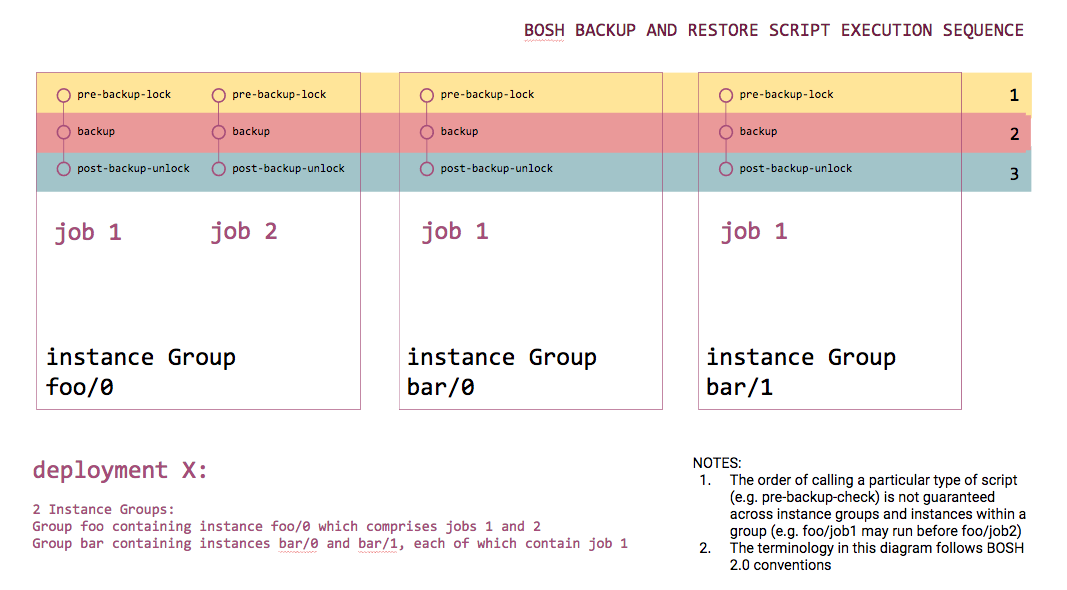 BOSH BACKUP AND RESTORE SCRIPT EXECUTION SEQUENCE
pre-backup-lock pre-backup-lock pre-backup-lock pre-backup-lock 1
backup backup backup backup 2
post-backup-unlock post-backup-unlock post-backup-unlock post-backup-unlock 3
job 1 job 2 job 1 job 1
instance Group instance Group instance Group
foo/0 bar/0 bar/1
deployment X:
2 Instance Groups:
Group foo containing instance foo/0 which comprises jobs 1 and 2
Group bar containing instances bar/0 and bar/1, each of which contain job 1
NOTES:
1. The order of calling a particular type of script
(e.g. pre-backup-check) is not guaranteed
across instance groups and instances within a
group (e.g. foo/job1 may run before foo/job2)
2. The terminology in this diagram follows BOSH
2.0 conventions